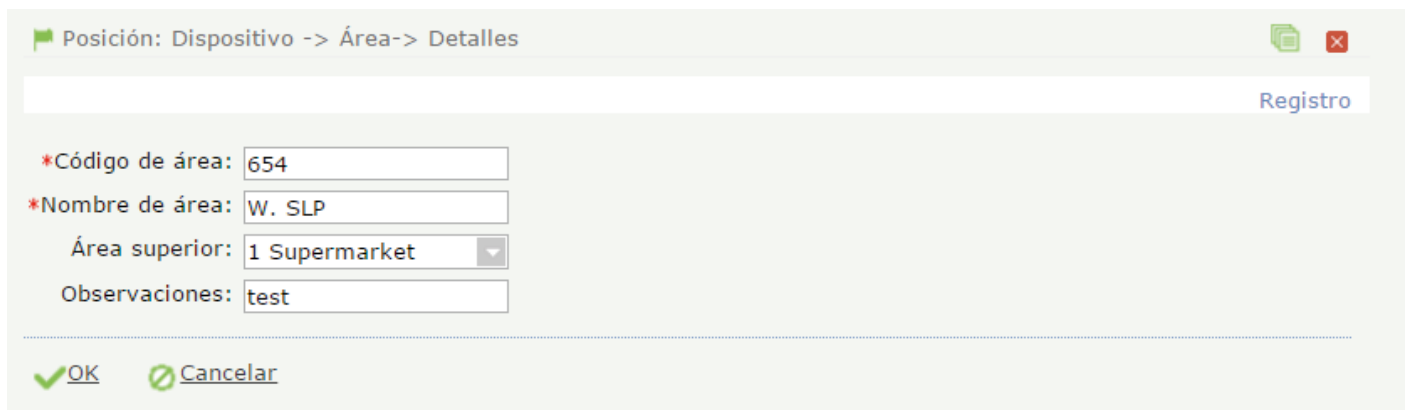 Posición: Dispositivo -> Área-> Detalles
Registro
*Código de área: 654
*Nombre de área: W. SLP
Área superior: 1 Supermarket
Observaciones: test
OK Cancelar